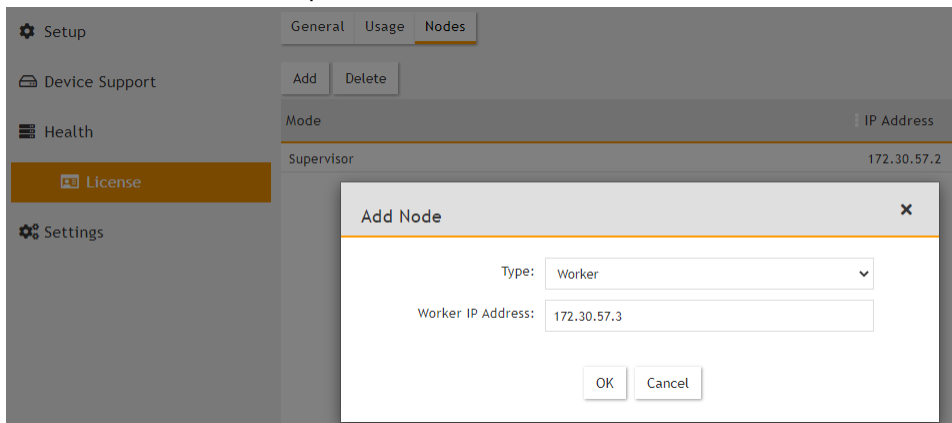 Setup
Device Support
Health
License
Settings
General Usage Nodes
Add Delete
Mode IP Address
Supervisor 172.30.57.2
Add Node ×
Type: Worker
Worker IP Address: 172.30.57.3
OK Cancel